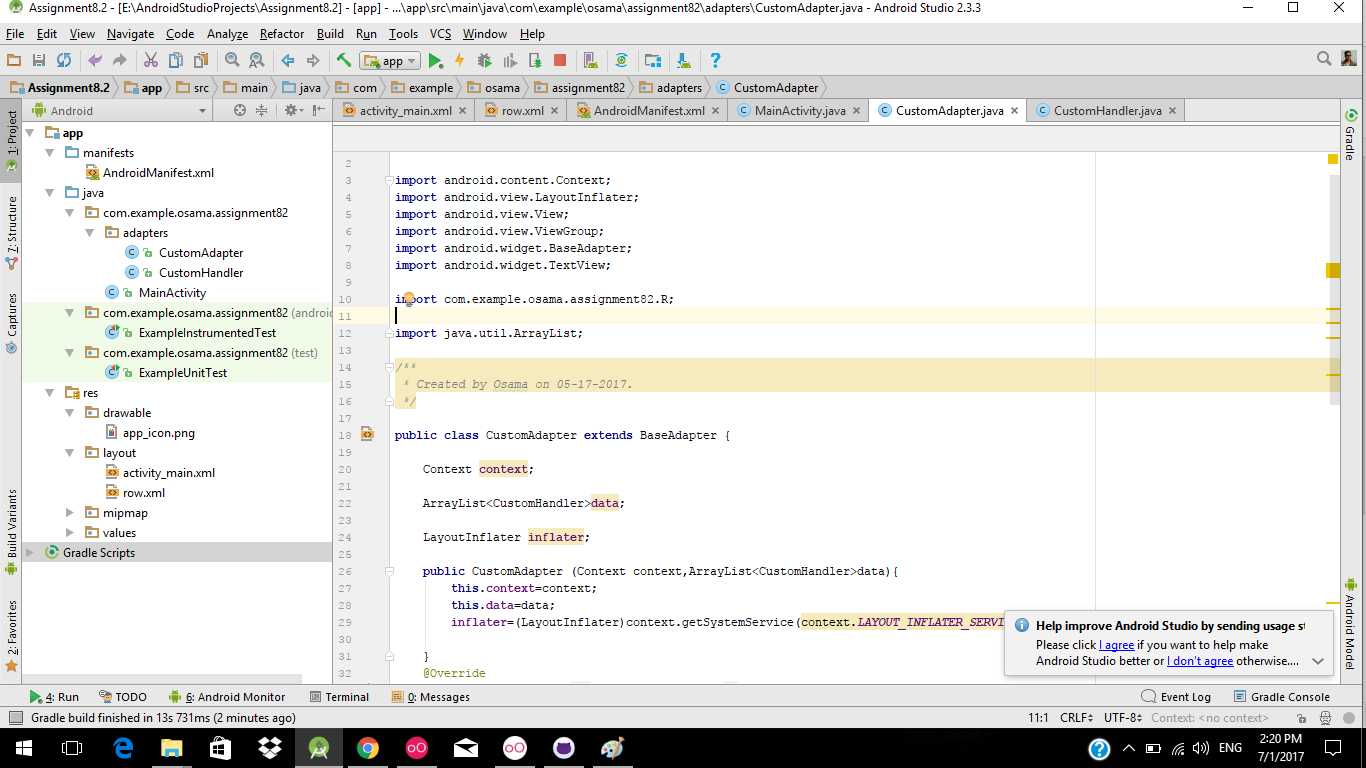 Assignment8.2 - [E:\AndroidStudioProjects\Assignment8.2] - [app] - ...\app\src\main\java\com\example\osama\assignment82\adapters\CustomAdapter.java - Android Studio 2.3.3
File Edit View Navigate Code Analyze Refactor Build Run Tools VCS Window Help
app
Assignment8.2 app src main java com example osama assignment82 adapters CustomAdapter
Android
activity_main.xml row.xml AndroidManifest.xml MainActivity.java CustomAdapter.java CustomHandler.java
1: Project
7: Structure
Captures
Build Variants
2: Favorites
app
manifests
AndroidManifest.xml
java
com.example.osama.assignment82
adapters
CustomAdapter
CustomHandler
MainActivity
com.example.osama.assignment82 (androi
ExampleInstrumentedTest
com.example.osama.assignment82 (test)
ExampleUnitTest
res
drawable
app_icon.png
layout
activity_main.xml
row.xml
mipmap
values
Gradle Scripts
2
3 import android.content.Context;
4 import android.view.LayoutInflater;
5 import android.view.View;
6 import android.view.ViewGroup;
7 import android.widget.BaseAdapter;
8 import android.widget.TextView;
9
10 import com.example.osama.assignment82.R;
11
12 import java.util.ArrayList;
13
14 /**
15 * Created by Osama on 05-17-2017.
16 */
17
18 public class CustomAdapter extends BaseAdapter {
19
20 Context context;
21
22 ArrayList<CustomHandler>data;
23
24 LayoutInflater inflater;
25
26 public CustomAdapter (Context context,ArrayList<CustomHandler>data){
27 this.context=context;
28 this.data=data;
29 inflater=(LayoutInflater)context.getSystemService(context.LAYOUT_INFLATER_SERVI
30
31 }
32 @Override
Gradle
Android Model
Help improve Android Studio by sending usage st
Please click I agree if you want to help make
Android Studio better or I don't agree otherwise....
4: Run TODO 6: Android Monitor Terminal 0: Messages Event Log Gradle Console
Gradle build finished in 13s 731ms (2 minutes ago) 11:1 CRLF UTF-8 Context: <no context>
ENG
2:20 PM
7/1/2017